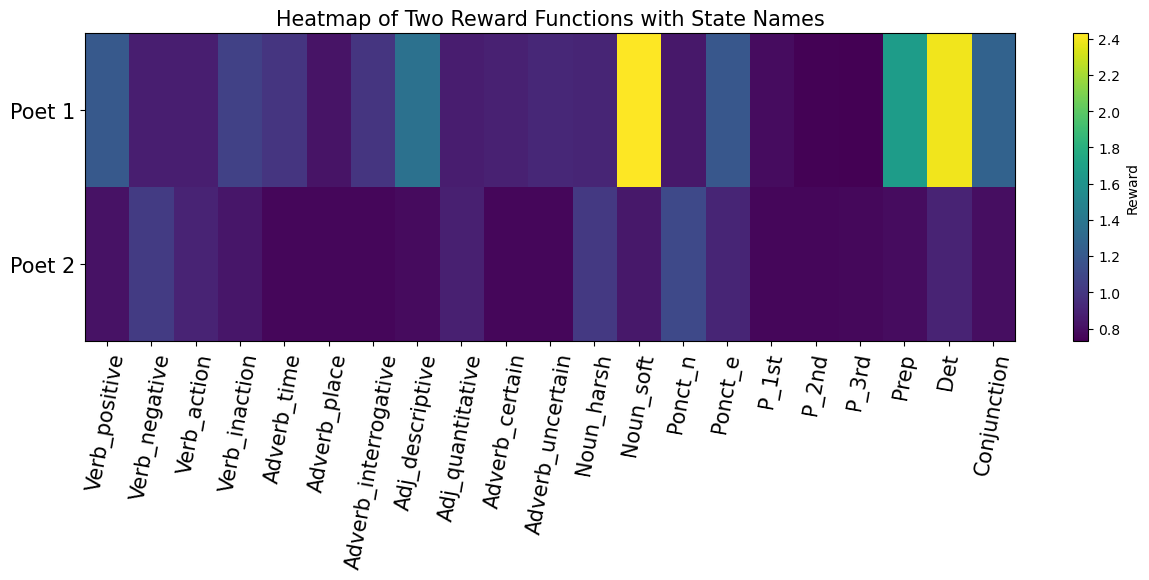 Heatmap of Two Reward Functions with State Names
Poet 1
Poet 2
Verb_positive
Verb_negative
Verb_action
Verb_inaction
Adverb_time
Adverb_place
Adverb_interrogative
Adj_descriptive
Adj_quantitative
Adverb_certain
Adverb_uncertain
Noun_harsh
Noun_soft
Ponct_n
Ponct_e
P_1st
P_2nd
P_3rd
Prep
Det
Conjunction
2.4
2.2
2.0
1.8
1.6
1.4
1.2
1.0
0.8
Reward